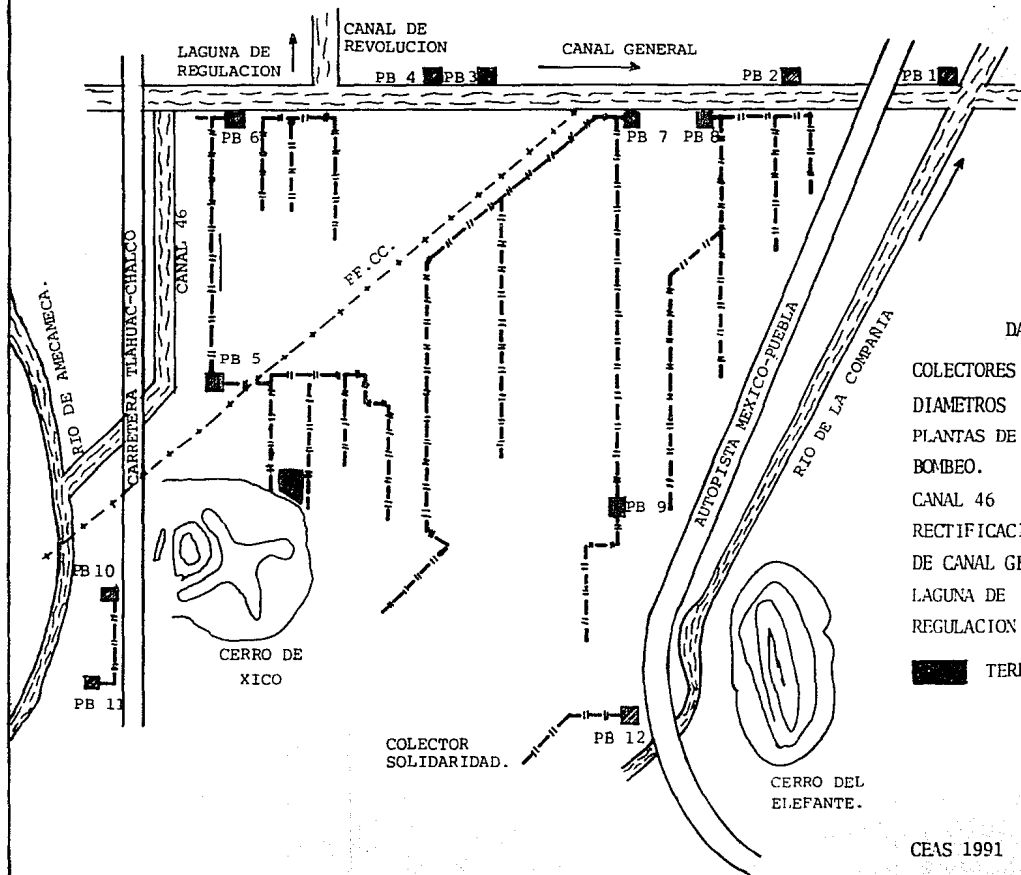 CANAL DE
REVOLUCION
LAGUNA DE
REGULACION
CANAL GENERAL
PB 4
PB 3
PB 2
PB 1
PB 6
PB 7
PB 8
CANAL 46
FF.CC.
RIO DE AMECAMECA.
CARRETERA TLAHUAC-CHALCO
PB 5
AUTOPISTA MEXICO-PUEBLA
RIO DE LA COMPAÑIA
COLECTORES
DIAMETROS
PLANTAS DE
BOMBEO.
CANAL 46
DE CANAL
LAGUNA DE
REGULACION
PB 9
PB 10
PB 11
CERRO DE
XICO
COLECTOR
SOLIDARIDAD.
PB 12
CERRO DEL
ELEFANTE.
CEAS 1991